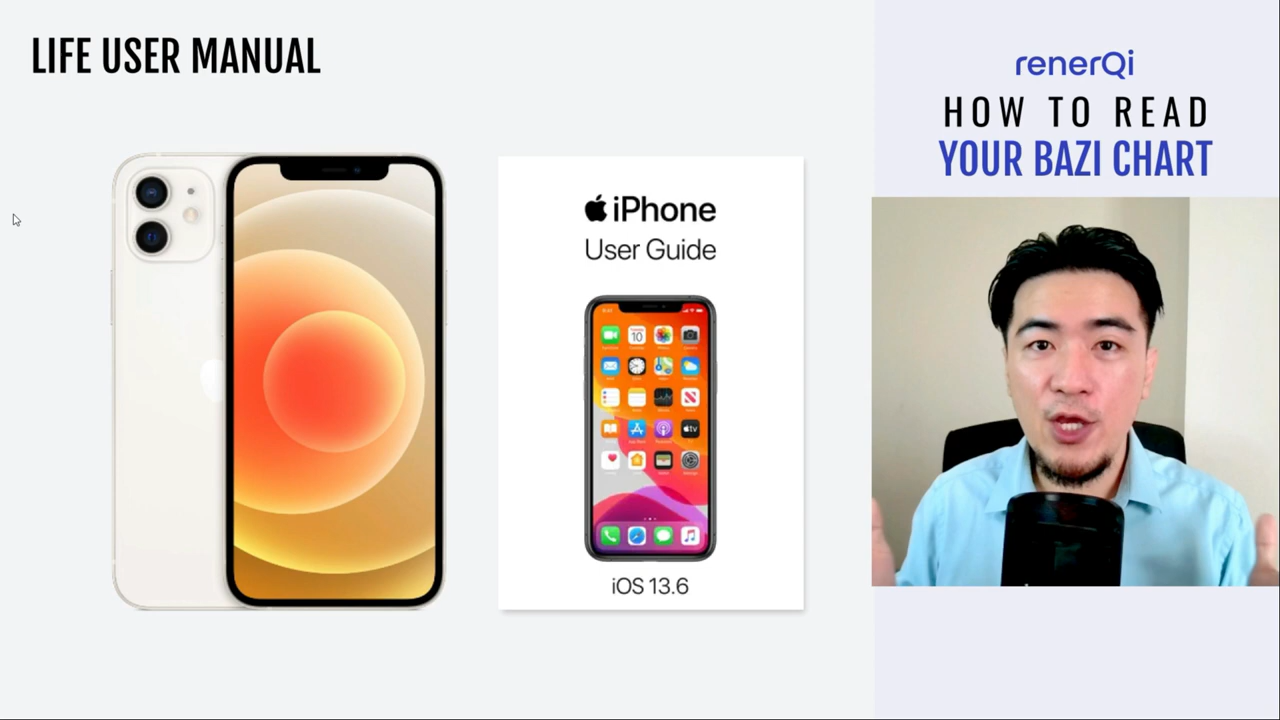 LIFE USER MANUAL
iPhone
User Guide
iOS 13.6
renerQi
HOW TO READ
YOUR BAZI CHART